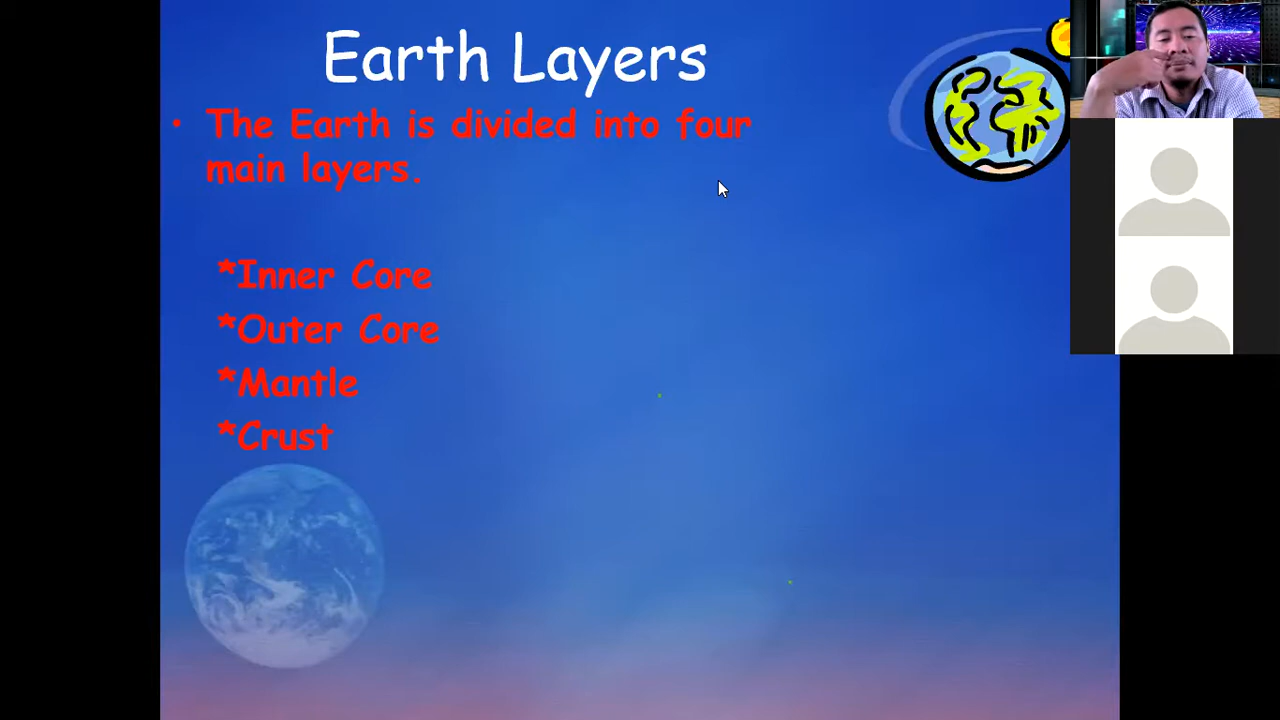 Earth Layers
• The Earth is divided into four
main layers.
*Inner Core
*Outer Core
*Mantle
*Crust